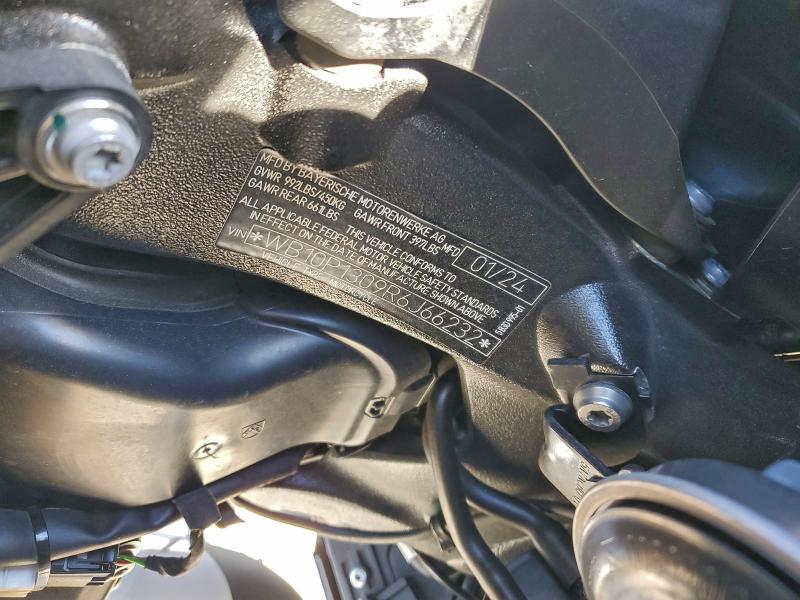 MFD BY BAYERISCHE MOTORENWERKE AG
GVWR 992LBS/450KG GAWR FRONT 397LBS
GAWR REAR 661LBS
MFD 01/24
THIS VEHICLE CONFORMS TO
ALL APPLICABLE FEDERAL MOTOR VEHICLE SAFETY STANDARDS
IN EFFECT ON THE DATE OF MANUFACTURE SHOWN ABOVE
VIN *WB10P1309R6J66232*
VEHICLE TYPE: MOTORCYCLE